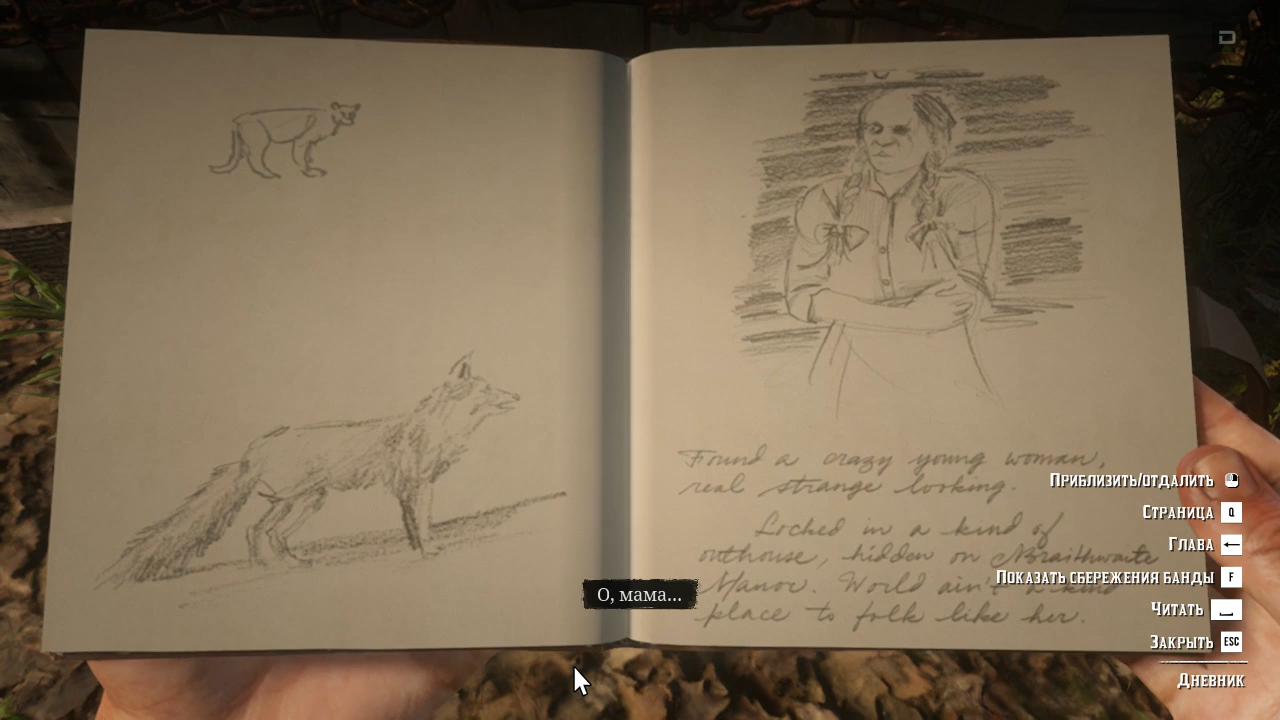 Found a crazy young woman,
real strange looking.
Locked in a kind of
outhouse, hidden on Braithwaite
Manor. World ain't a kind
place to folk like her.
О, мама...
Приблизить/отдалить
Страница Q
Глава ←
Показать сбережения банды F
Читать
Закрыть ESC
Дневник